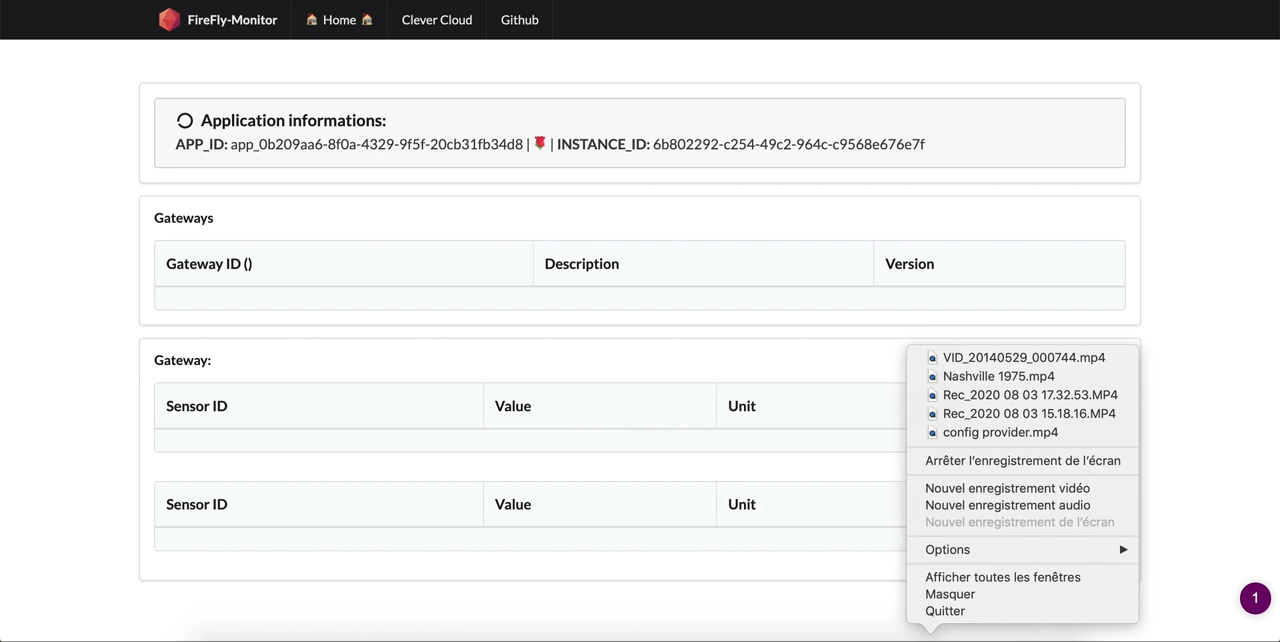 FireFly-Monitor Home Clever Cloud Github
Application informations:
APP_ID: app_0b209aa6-8f0a-4329-9f5f-20cb31fb34d8 | 🌹 | INSTANCE_ID: 6b802292-c254-49c2-964c-c9568e676e7f
Gateways
Gateway ID () Description Version
Gateway:
Sensor ID Value Unit
Sensor ID Value Unit
VID_20140529_000744.mp4
Nashville 1975.mp4
Rec_2020 08 03 17.32.53.MP4
Rec_2020 08 03 15.18.16.MP4
config provider.mp4
Arrêter l’enregistrement de l’écran
Nouvel enregistrement vidéo
Nouvel enregistrement audio
Nouvel enregistrement de l’écran
Options
Afficher toutes les fenêtres
Masquer
Quitter
1